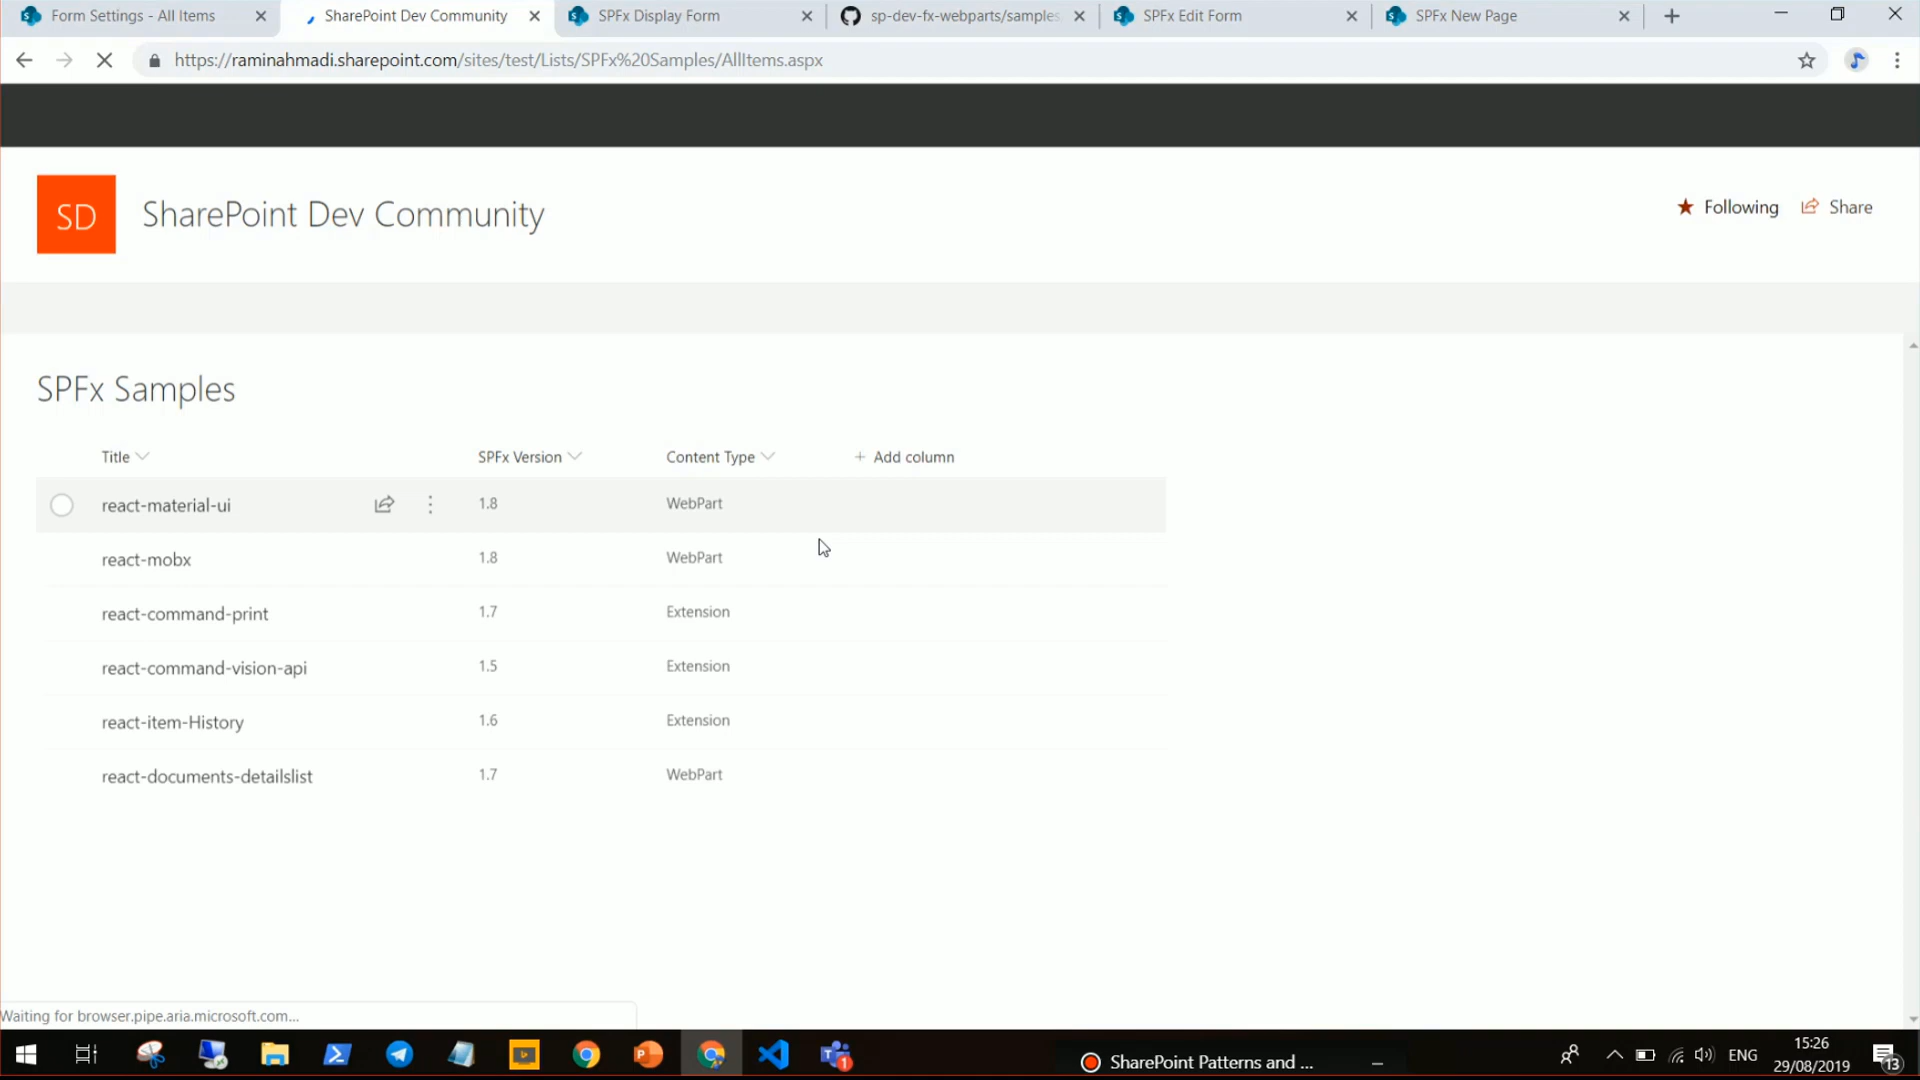 Form Settings - All Items
SharePoint Dev Community
SPFx Display Form
sp-dev-fx-webparts/samples
SPFx Edit Form
SPFx New Page
https://raminahmadi.sharepoint.com/sites/test/Lists/SPFx%20Samples/AllItems.aspx
SD
SharePoint Dev Community
Following
Share
SPFx Samples
Title SPFx Version Content Type + Add column
react-material-ui 1.8 WebPart
react-mobx 1.8 WebPart
react-command-print 1.7 Extension
react-command-vision-api 1.5 Extension
react-item-History 1.6 Extension
react-documents-detailslist 1.7 WebPart
Waiting for browser.pipe.aria.microsoft.com...
SharePoint Patterns and ...
ENG
15:26
29/08/2019
13
1